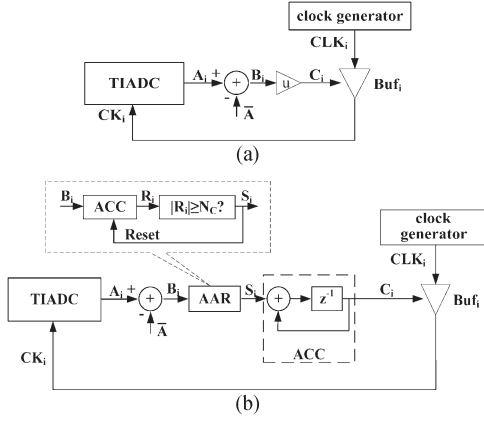 clock generator
CLKi
TIADC
Ai + Bi u Ci Bufi
-
A̅
CKi
(a)
Bi ACC Ri |Ri|≥NC? Si
Reset
clock
generator
CLKi
TIADC Ai + Bi AAR Si + z-1 Ci Bufi
-
A̅
ACC
CKi
(b)